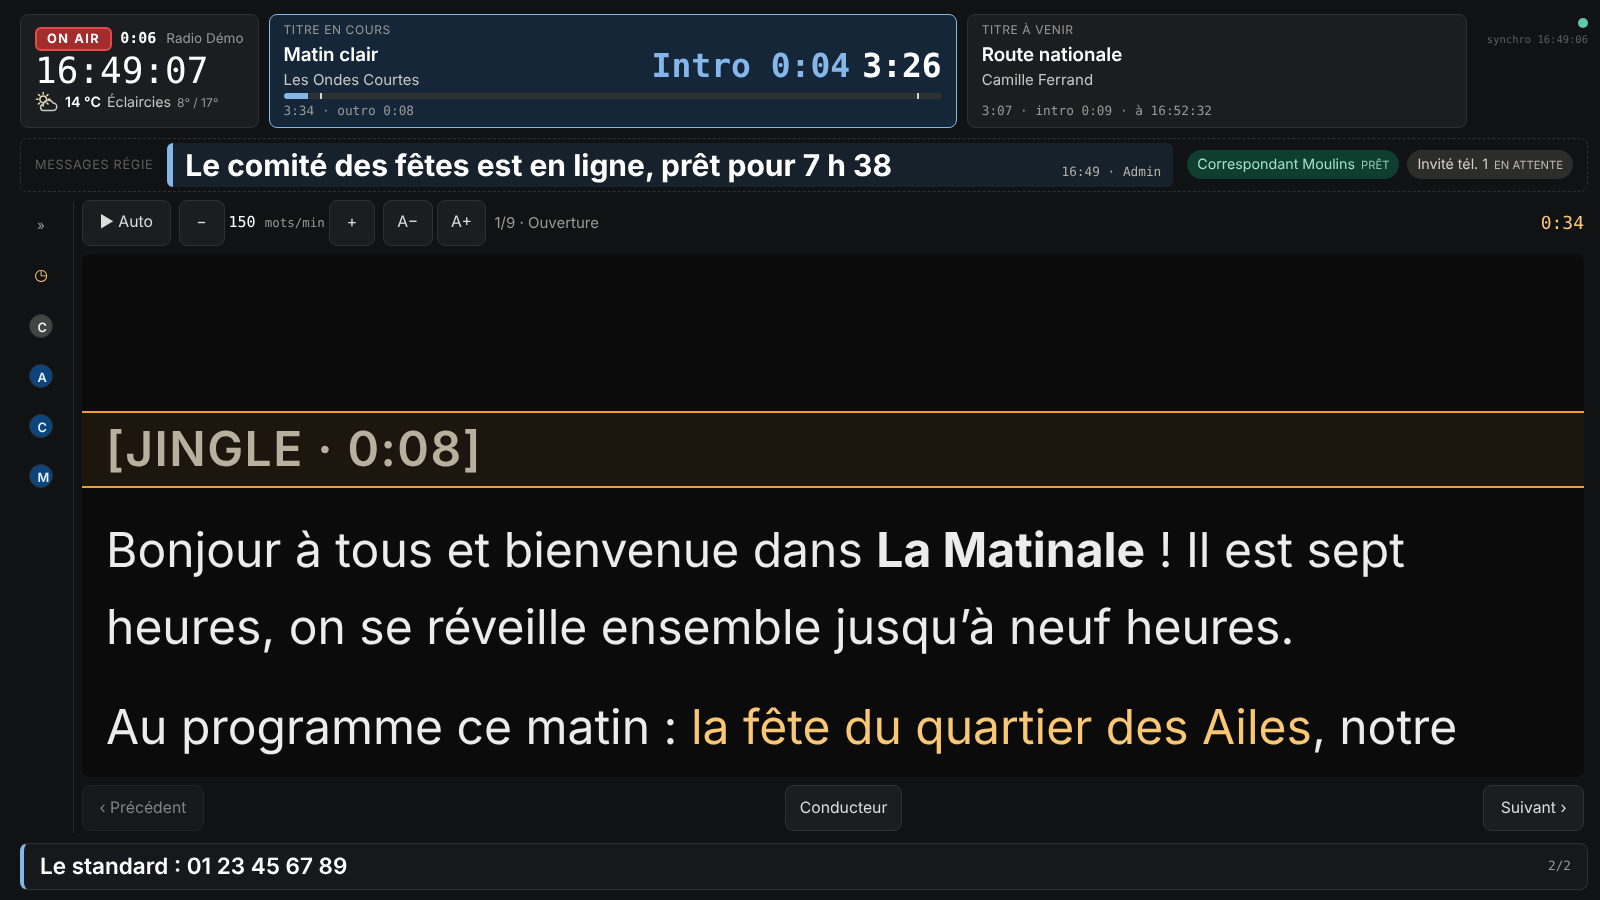 ON AIR 0:06 Radio Démo
16:49:07
14 °C Éclaircies 8° / 17°
TITRE EN COURS
Matin clair
Les Ondes Courtes
Intro 0:04 3:26
3:34 · outro 0:08
TITRE À VENIR
Route nationale
Camille Ferrand
3:07 · intro 0:09 · à 16:52:32
synchro 16:49:06
MESSAGES RÉGIE
Le comité des fêtes est en ligne, prêt pour 7 h 38
16:49 · Admin
Correspondant Moulins PRÊT
Invité tél. 1 EN ATTENTE
»
C
A
C
M
▶ Auto
− 150 mots/min +
A− A+
1/9 · Ouverture
0:34
[JINGLE · 0:08]
Bonjour à tous et bienvenue dans La Matinale ! Il est sept
heures, on se réveille ensemble jusqu’à neuf heures.
Au programme ce matin : la fête du quartier des Ailes, notre
‹ Précédent
Conducteur
Suivant ›
Le standard : 01 23 45 67 89
2/2